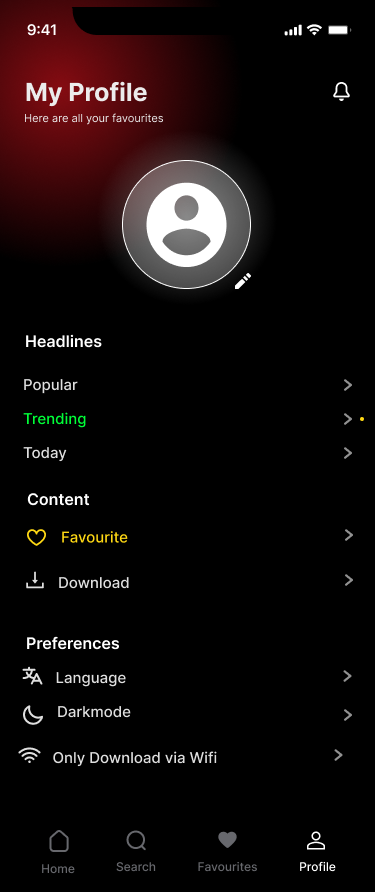 9:41
My Profile
Here are all your favourites
Headlines
Popular
Trending
Today
Content
Favourite
Download
Preferences
Language
Darkmode
Only Download via Wifi
Home
Search
Favourites
Profile